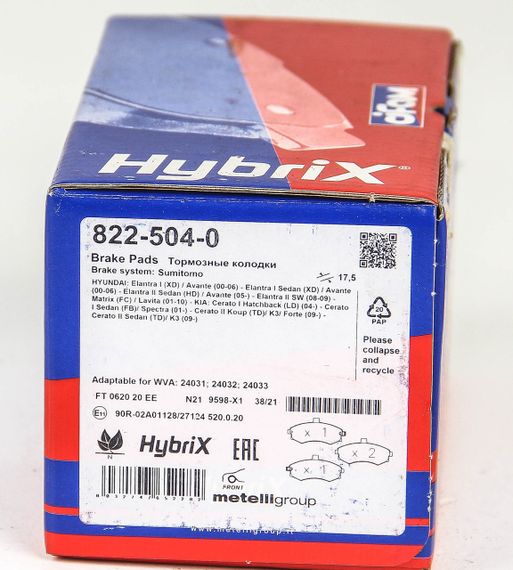 d'Fam
HybriX®
822-504-0
Brake Pads Тормозные колодки
Brake system: Sumitomo
17,5
HYUNDAI: Elantra I (XD) / Avante (00-06) - Elantra I Sedan (XD) / Avante
(00-06) - Elantra II Sedan (HD) / Avante (05-) - Elantra II SW (08-09) -
Matrix (FC) / Lavita (01-10) - KIA: Cerato I Hatchback (LD) (04-) - Cerato
I Sedan (FB)/ Spectra (01-) - Cerato II Koup (TD)/ K3/ Forte (09-) -
Cerato II Sedan (TD)/ K3 (09-)
20
PAP
Please
collapse
and
recycle
Adaptable for WVA: 24031; 24032; 24033
FT 0620 20 EE N21 9598-X1 38/21
E11 90R-02A01128/27124 520.0.20
x 1
x 2
x 1
N
HybriX
EAC
FRONT
metelligroup
www.metelligroup.it